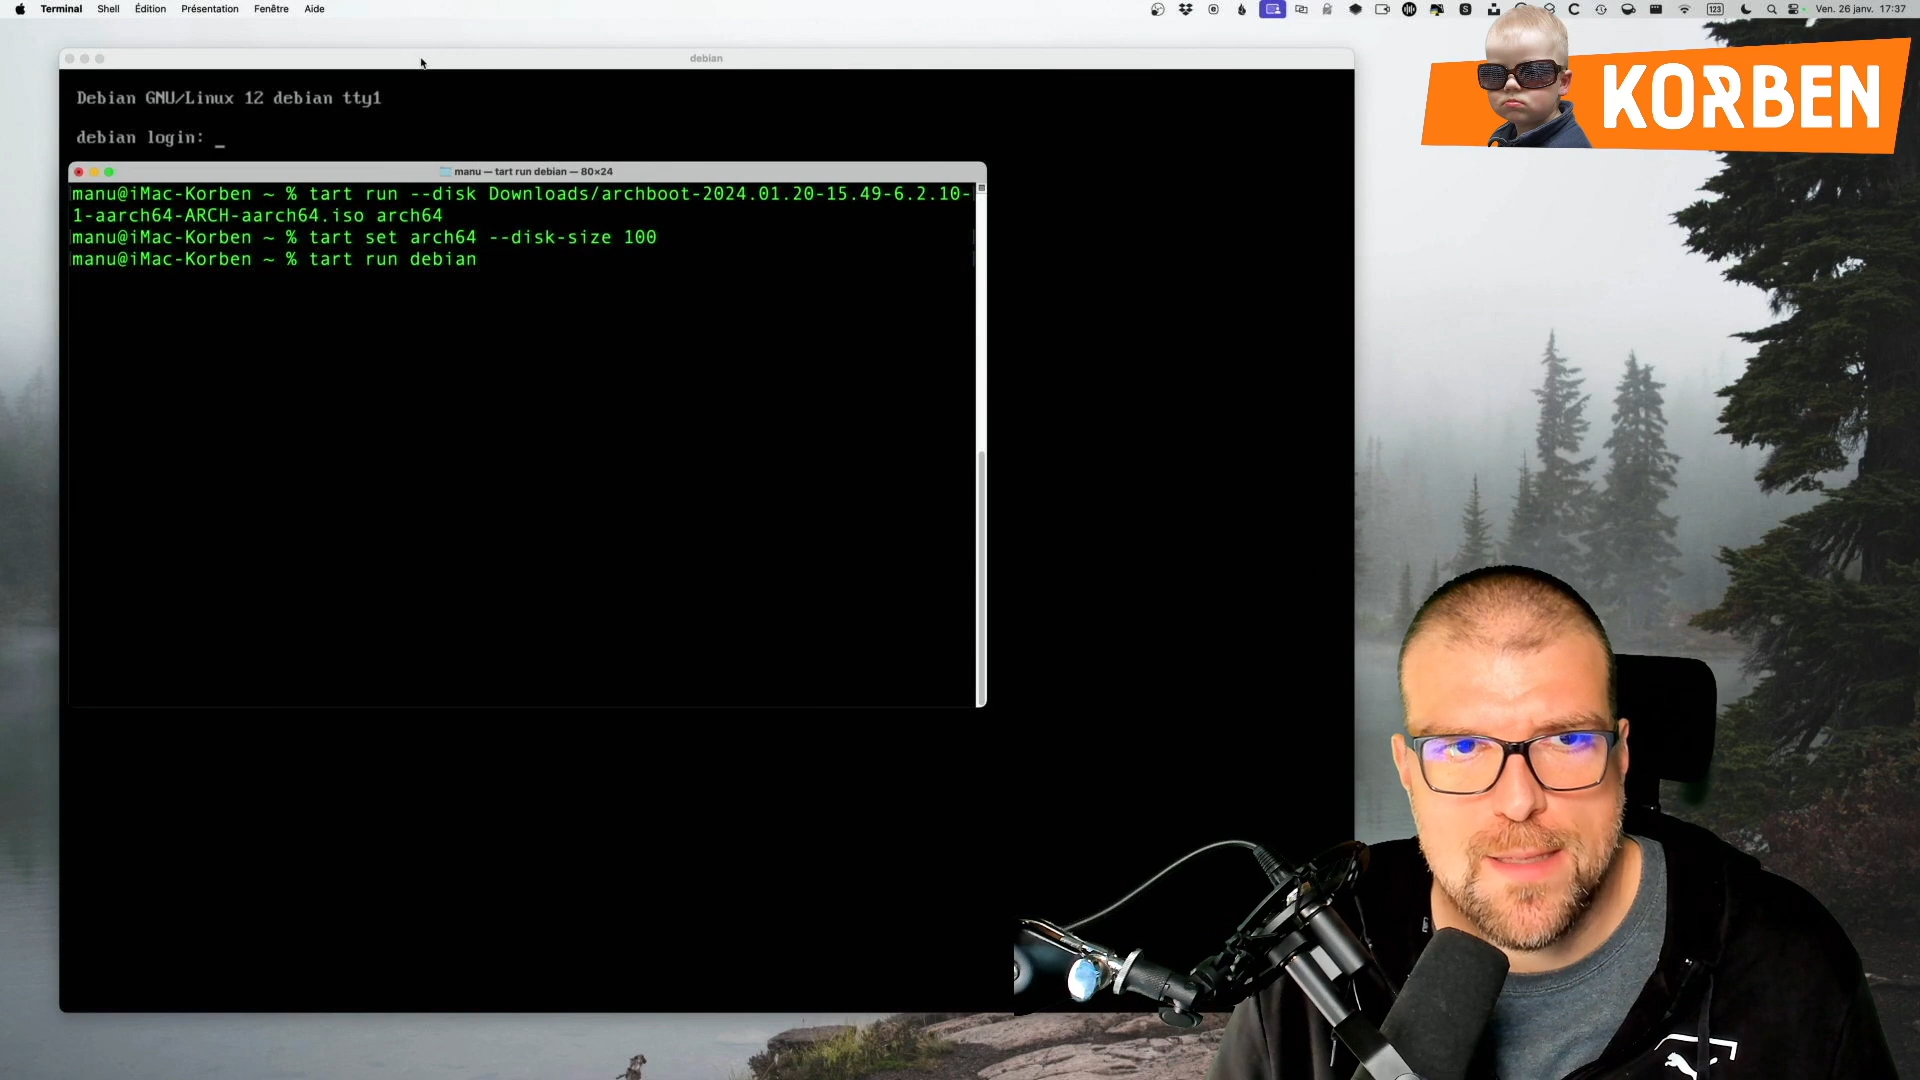 Terminal Shell Édition Présentation Fenêtre Aide
123 Ven. 26 janv. 17:37
KORBEN
debian
Debian GNU/Linux 12 debian tty1
debian login: _
manu — tart run debian — 80×24
manu@iMac-Korben ~ % tart run --disk Downloads/archboot-2024.01.20-15.49-6.2.10-
1-aarch64-ARCH-aarch64.iso arch64
manu@iMac-Korben ~ % tart set arch64 --disk-size 100
manu@iMac-Korben ~ % tart run debian